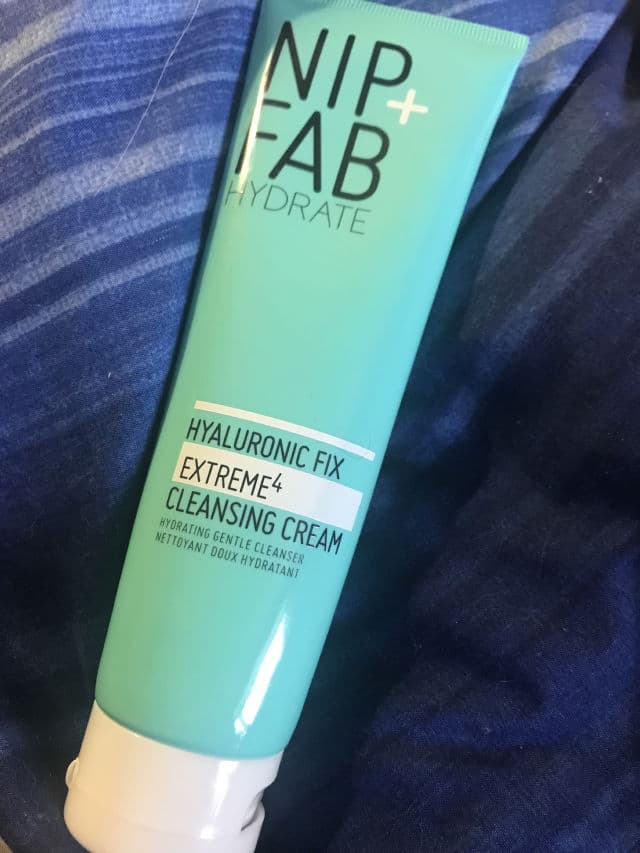 NIP+
FAB
HYDRATE
HYALURONIC FIX
EXTREME⁴
CLEANSING CREAM
HYDRATING GENTLE CLEANSER
NETTOYANT DOUX HYDRATANT